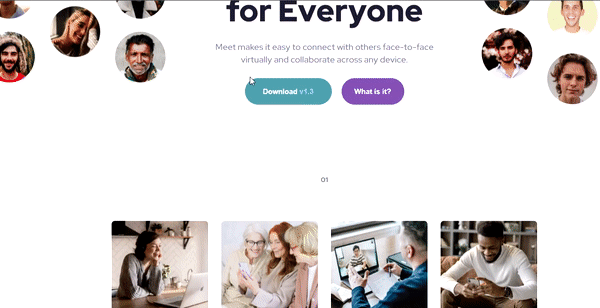 for Everyone
Meet makes it easy to connect with others face-to-face
virtually and collaborate across any device.
Download v1.3
What is it?
01